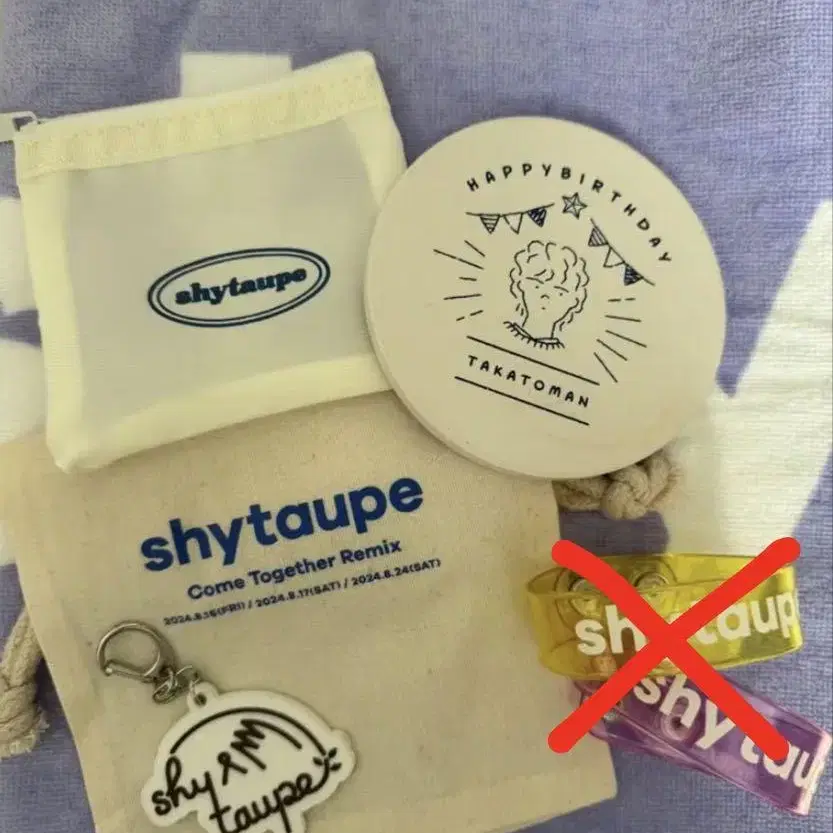 shytaupe
HAPPYBIRTHDAY
TAKATOMAN
shytaupe
Come Together Remix
2024.8.16(FRI) / 2024.8.17(SAT) / 2024.8.24(SAT)
shytaupe
shytau
shy
taupe